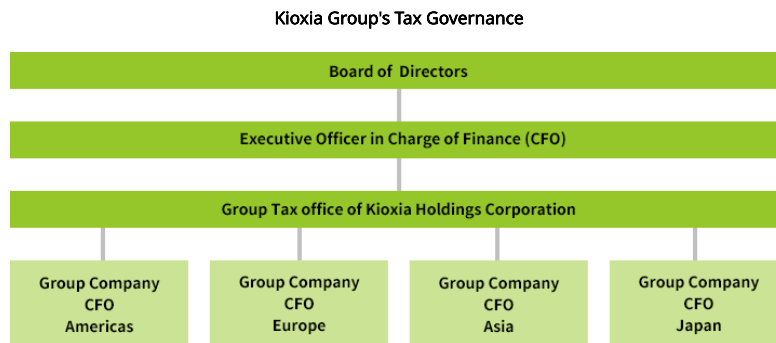 Kioxia Group's Tax Governance
Board of Directors
Executive Officer in Charge of Finance (CFO)
Group Tax office of Kioxia Holdings Corporation
Group Company
CFO
Americas
Group Company
CFO
Europe
Group Company
CFO
Asia
Group Company
CFO
Japan